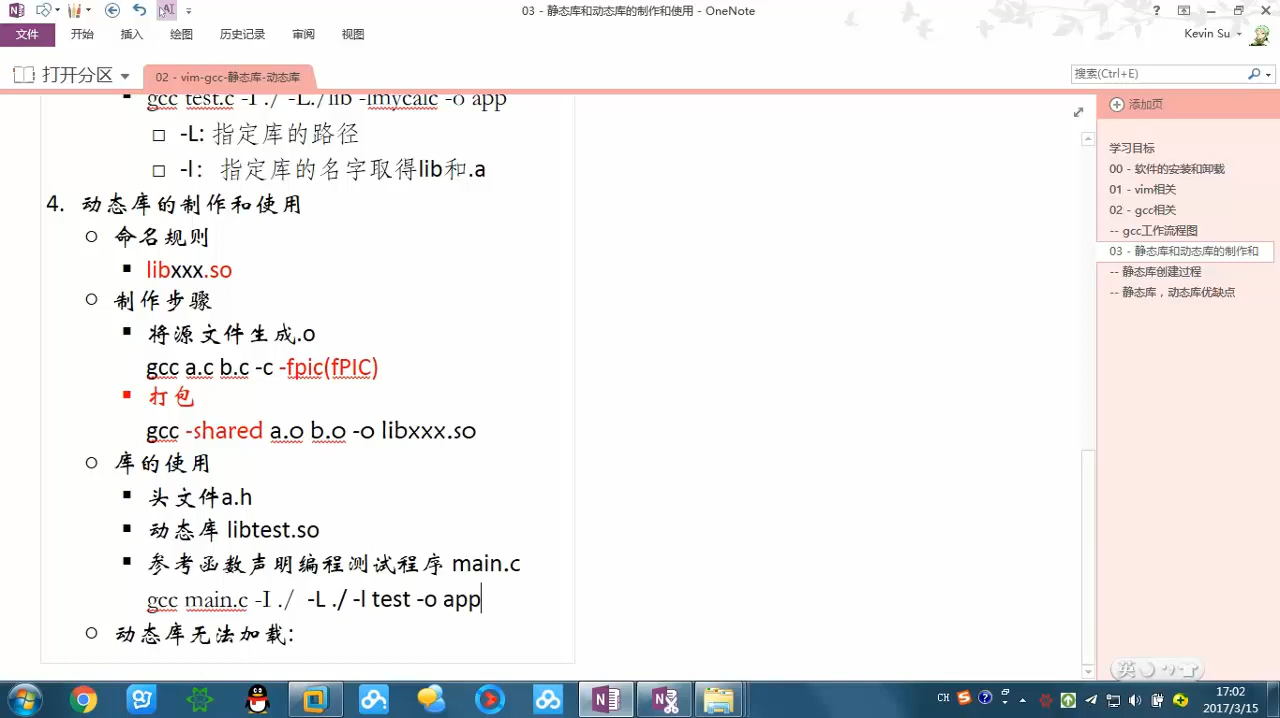 03 - 静态库和动态库的制作和使用 - OneNote
文件 开始 插入 绘图 历史记录 审阅 视图
Kevin Su
打开分区
02 - vim-gcc-静态库-动态库
搜索(Ctrl+E)
gcc test.c -I ./ -L./lib -lmycalc -o app
-L: 指定库的路径
-l： 指定库的名字取得lib和.a
4. 动态库的制作和使用
命名规则
libxxx.so
制作步骤
将源文件生成.o
gcc a.c b.c -c -fpic(fPIC)
打包
gcc -shared a.o b.o -o libxxx.so
库的使用
头文件a.h
动态库 libtest.so
参考函数声明编程测试程序 main.c
gcc main.c -I ./ -L ./ -l test -o app
动态库无法加载:
添加页
学习目标
00 - 软件的安装和卸载
01 - vim相关
02 - gcc相关
-- gcc工作流程图
03 - 静态库和动态库的制作和
-- 静态库创建过程
-- 静态库，动态库优缺点
英
CH
17:02
2017/3/15